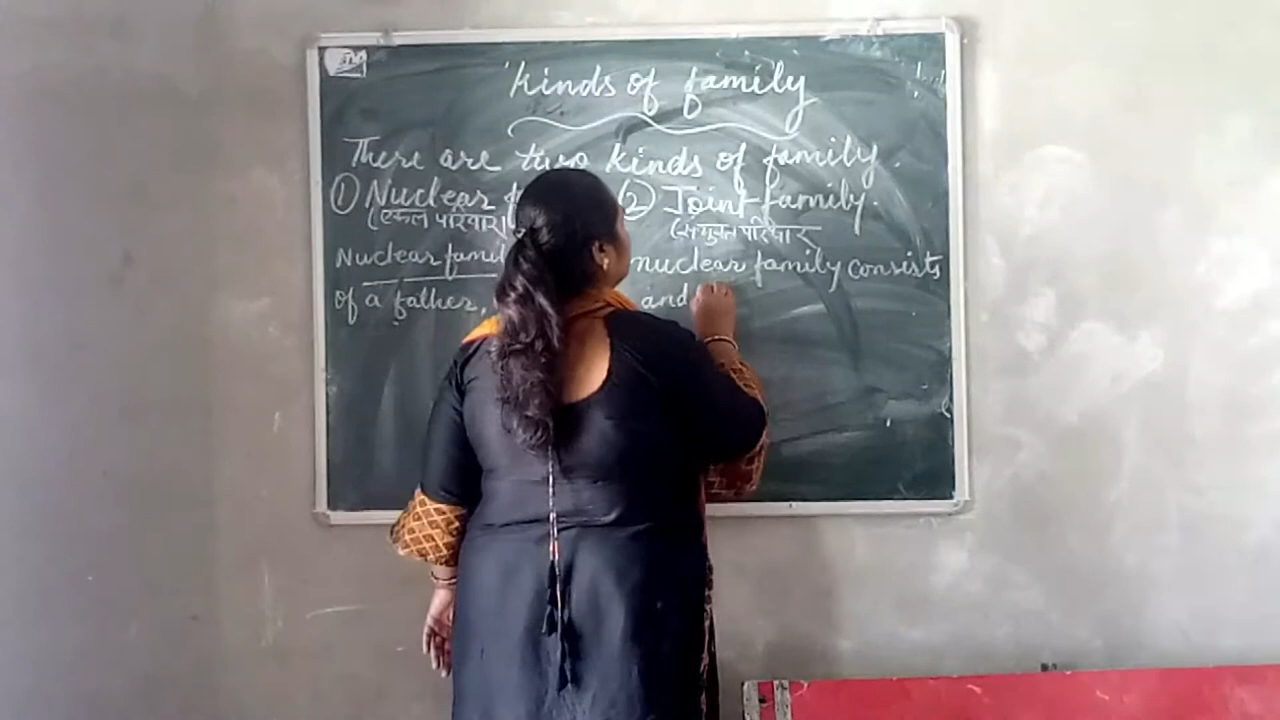 Kinds of family
There are two kinds of family.
① Nuclear ② Joint family.
(एकल परिवार) (संयुक्त परिवार
Nuclear famil nuclear family consists
of a father, and